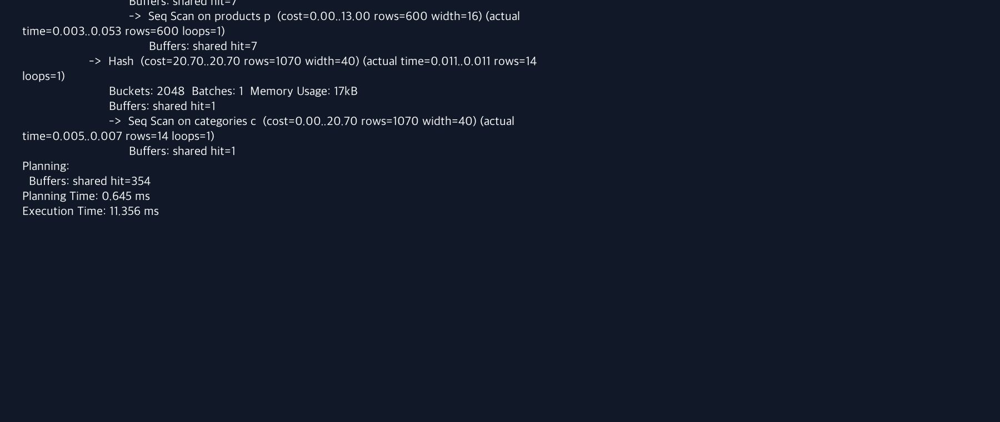 Buffers: shared hit=7
->  Seq Scan on products p  (cost=0.00..13.00 rows=600 width=16) (actual
time=0.003..0.053 rows=600 loops=1)
Buffers: shared hit=7
->  Hash  (cost=20.70..20.70 rows=1070 width=40) (actual time=0.011..0.011 rows=14
loops=1)
Buckets: 2048  Batches: 1  Memory Usage: 17kB
Buffers: shared hit=1
->  Seq Scan on categories c  (cost=0.00..20.70 rows=1070 width=40) (actual
time=0.005..0.007 rows=14 loops=1)
Buffers: shared hit=1
Planning:
Buffers: shared hit=354
Planning Time: 0.645 ms
Execution Time: 11.356 ms